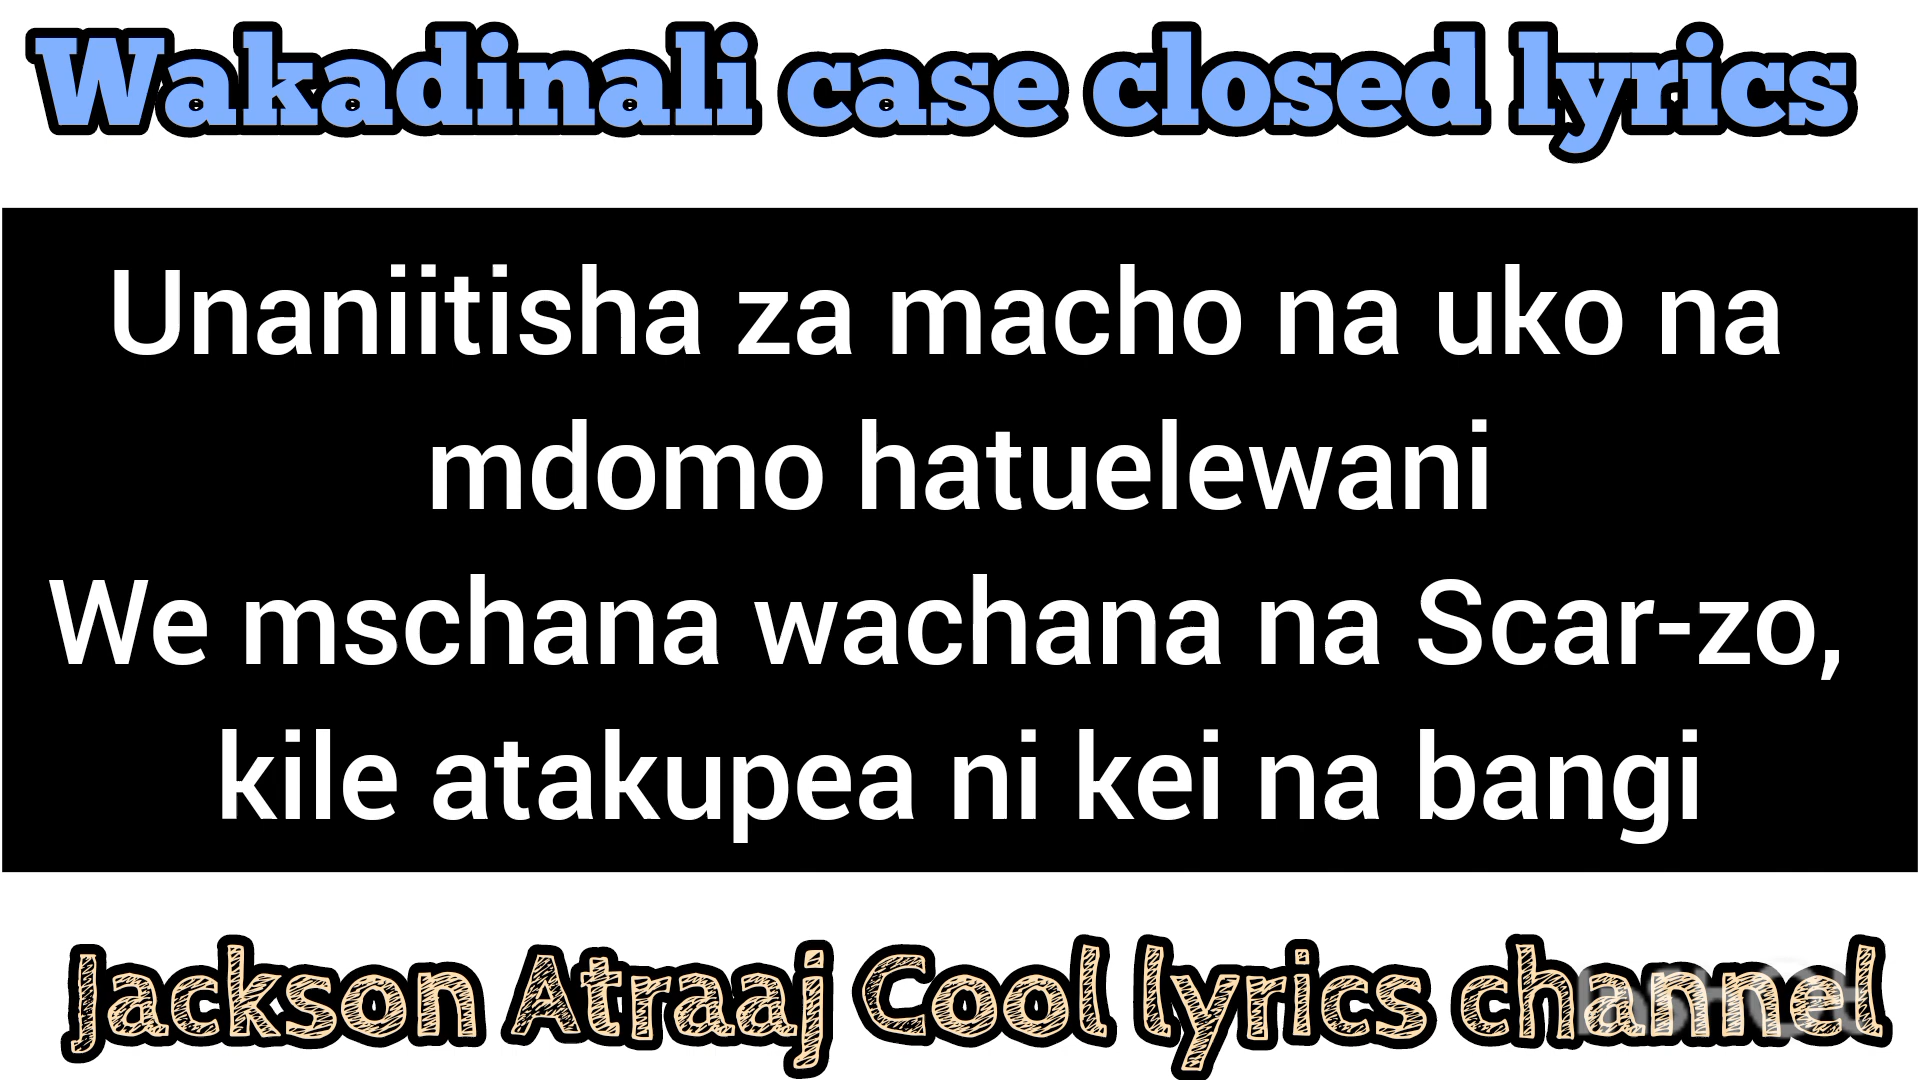 Wakadinali case closed lyrics
Unaniitisha za macho na uko na
mdomo hatuelewani
We mschana wachana na Scar-zo,
kile atakupea ni kei na bangi
Jackson Atraaj Cool lyrics channel